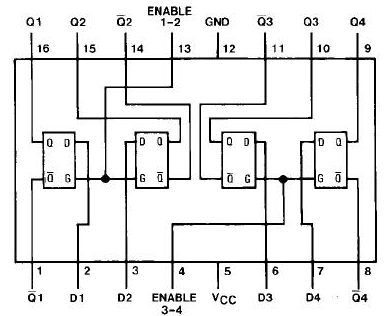 Q1 Q2 Q̅2 ENABLE 1-2 GND Q̅3 Q3 Q4
16 15 14 13 12 11 10 9
Q D D Q Q D D Q
Q̅ G G Q̅ Q̅ G G Q̅
1 2 3 4 5 6 7 8
Q̅1 D1 D2 ENABLE 3-4 VCC D3 D4 Q̅4